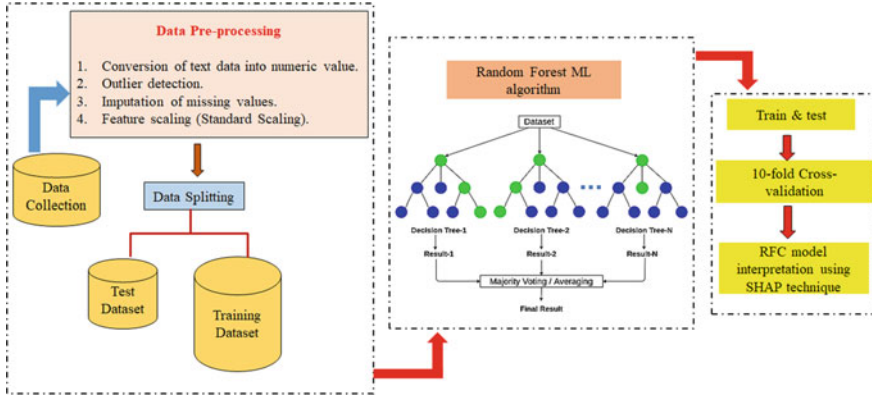 Data Pre-processing
1. Conversion of text data into numeric value.
2. Outlier detection.
3. Imputation of missing values.
4. Feature scaling (Standard Scaling).
Data
Collection
Data Splitting
Test
Dataset
Training
Dataset
Random Forest ML
algorithm
Dataset
Decision Tree-1 Decision Tree-2 Decision Tree-N
Result-1 Result-2 Result-N
Majority Voting / Averaging
Final Result
Train & test
10-fold Cross-
validation
RFC model
interpretation using
SHAP technique